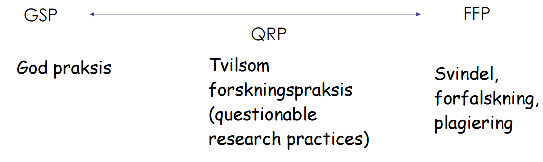 GSP
FFP
QRP
God praksis
Tvilsom
forskningspraksis
(questionable
research practices)
Svindel,
forfalskning,
plagiering